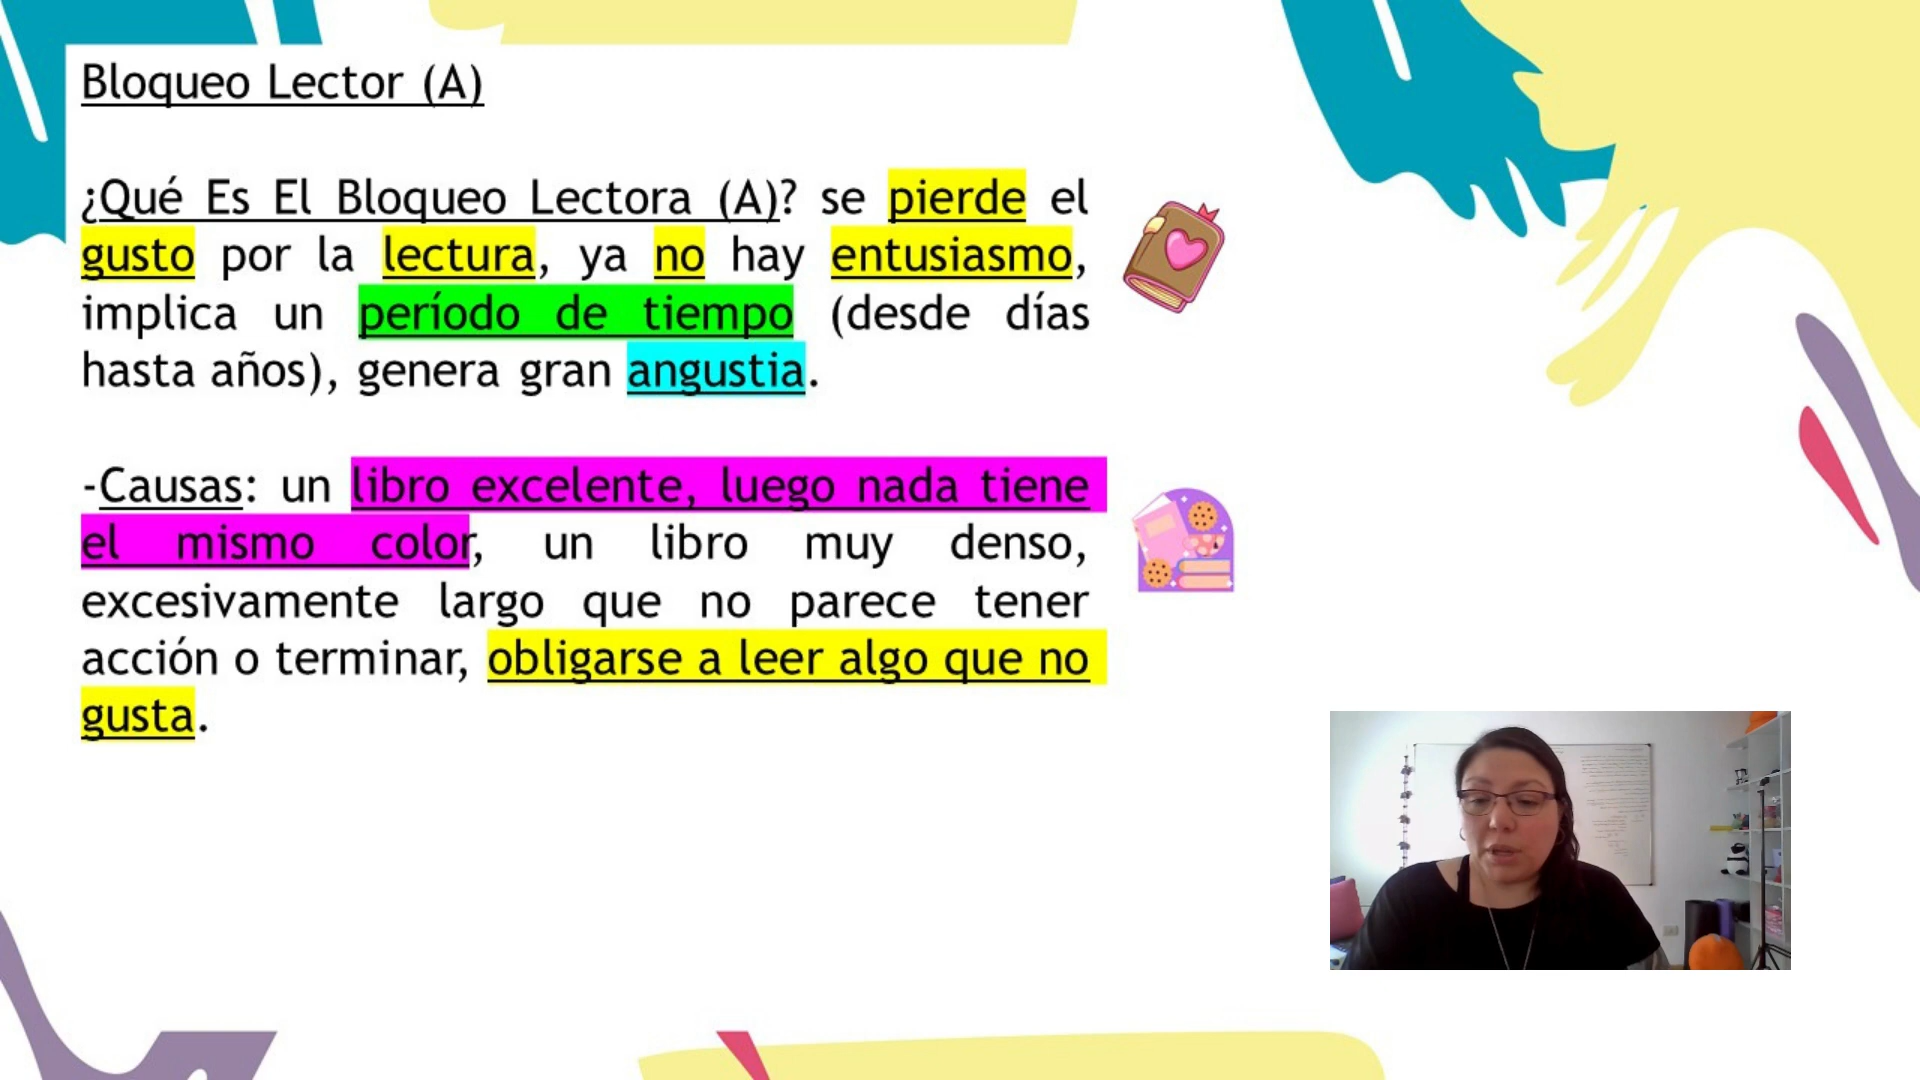 Bloqueo Lector (A)
¿Qué Es El Bloqueo Lectora (A)? se pierde el
gusto por la lectura, ya no hay entusiasmo,
implica un período de tiempo (desde días
hasta años), genera gran angustia.
-Causas: un libro excelente, luego nada tiene
el mismo color, un libro muy denso,
excesivamente largo que no parece tener
acción o terminar, obligarse a leer algo que no
gusta.